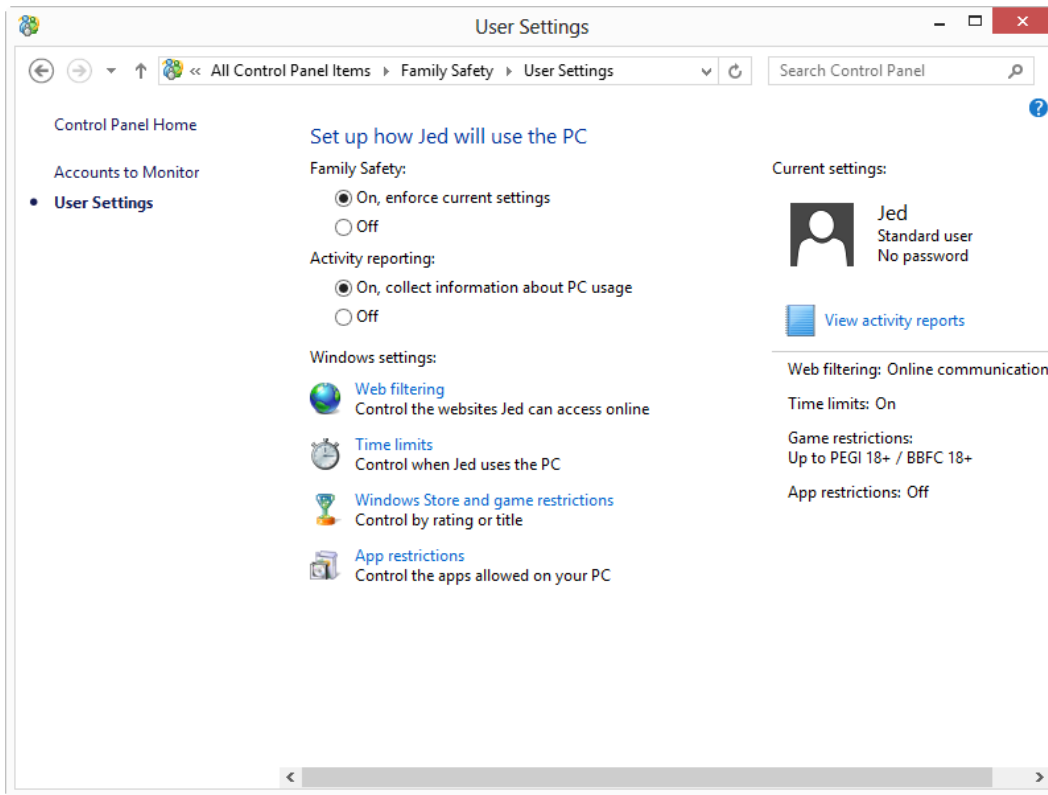 User Settings
« All Control Panel Items Family Safety User Settings
Search Control Panel
Control Panel Home
Accounts to Monitor
User Settings
Set up how Jed will use the PC
Family Safety:
On, enforce current settings
Off
Activity reporting:
On, collect information about PC usage
Off
Windows settings:
Web filtering
Control the websites Jed can access online
Time limits
Control when Jed uses the PC
Windows Store and game restrictions
Control by rating or title
App restrictions
Control the apps allowed on your PC
Current settings:
Jed
Standard user
No password
View activity reports
Web filtering: Online communication
Time limits: On
Game restrictions:
Up to PEGI 18+ / BBFC 18+
App restrictions: Off